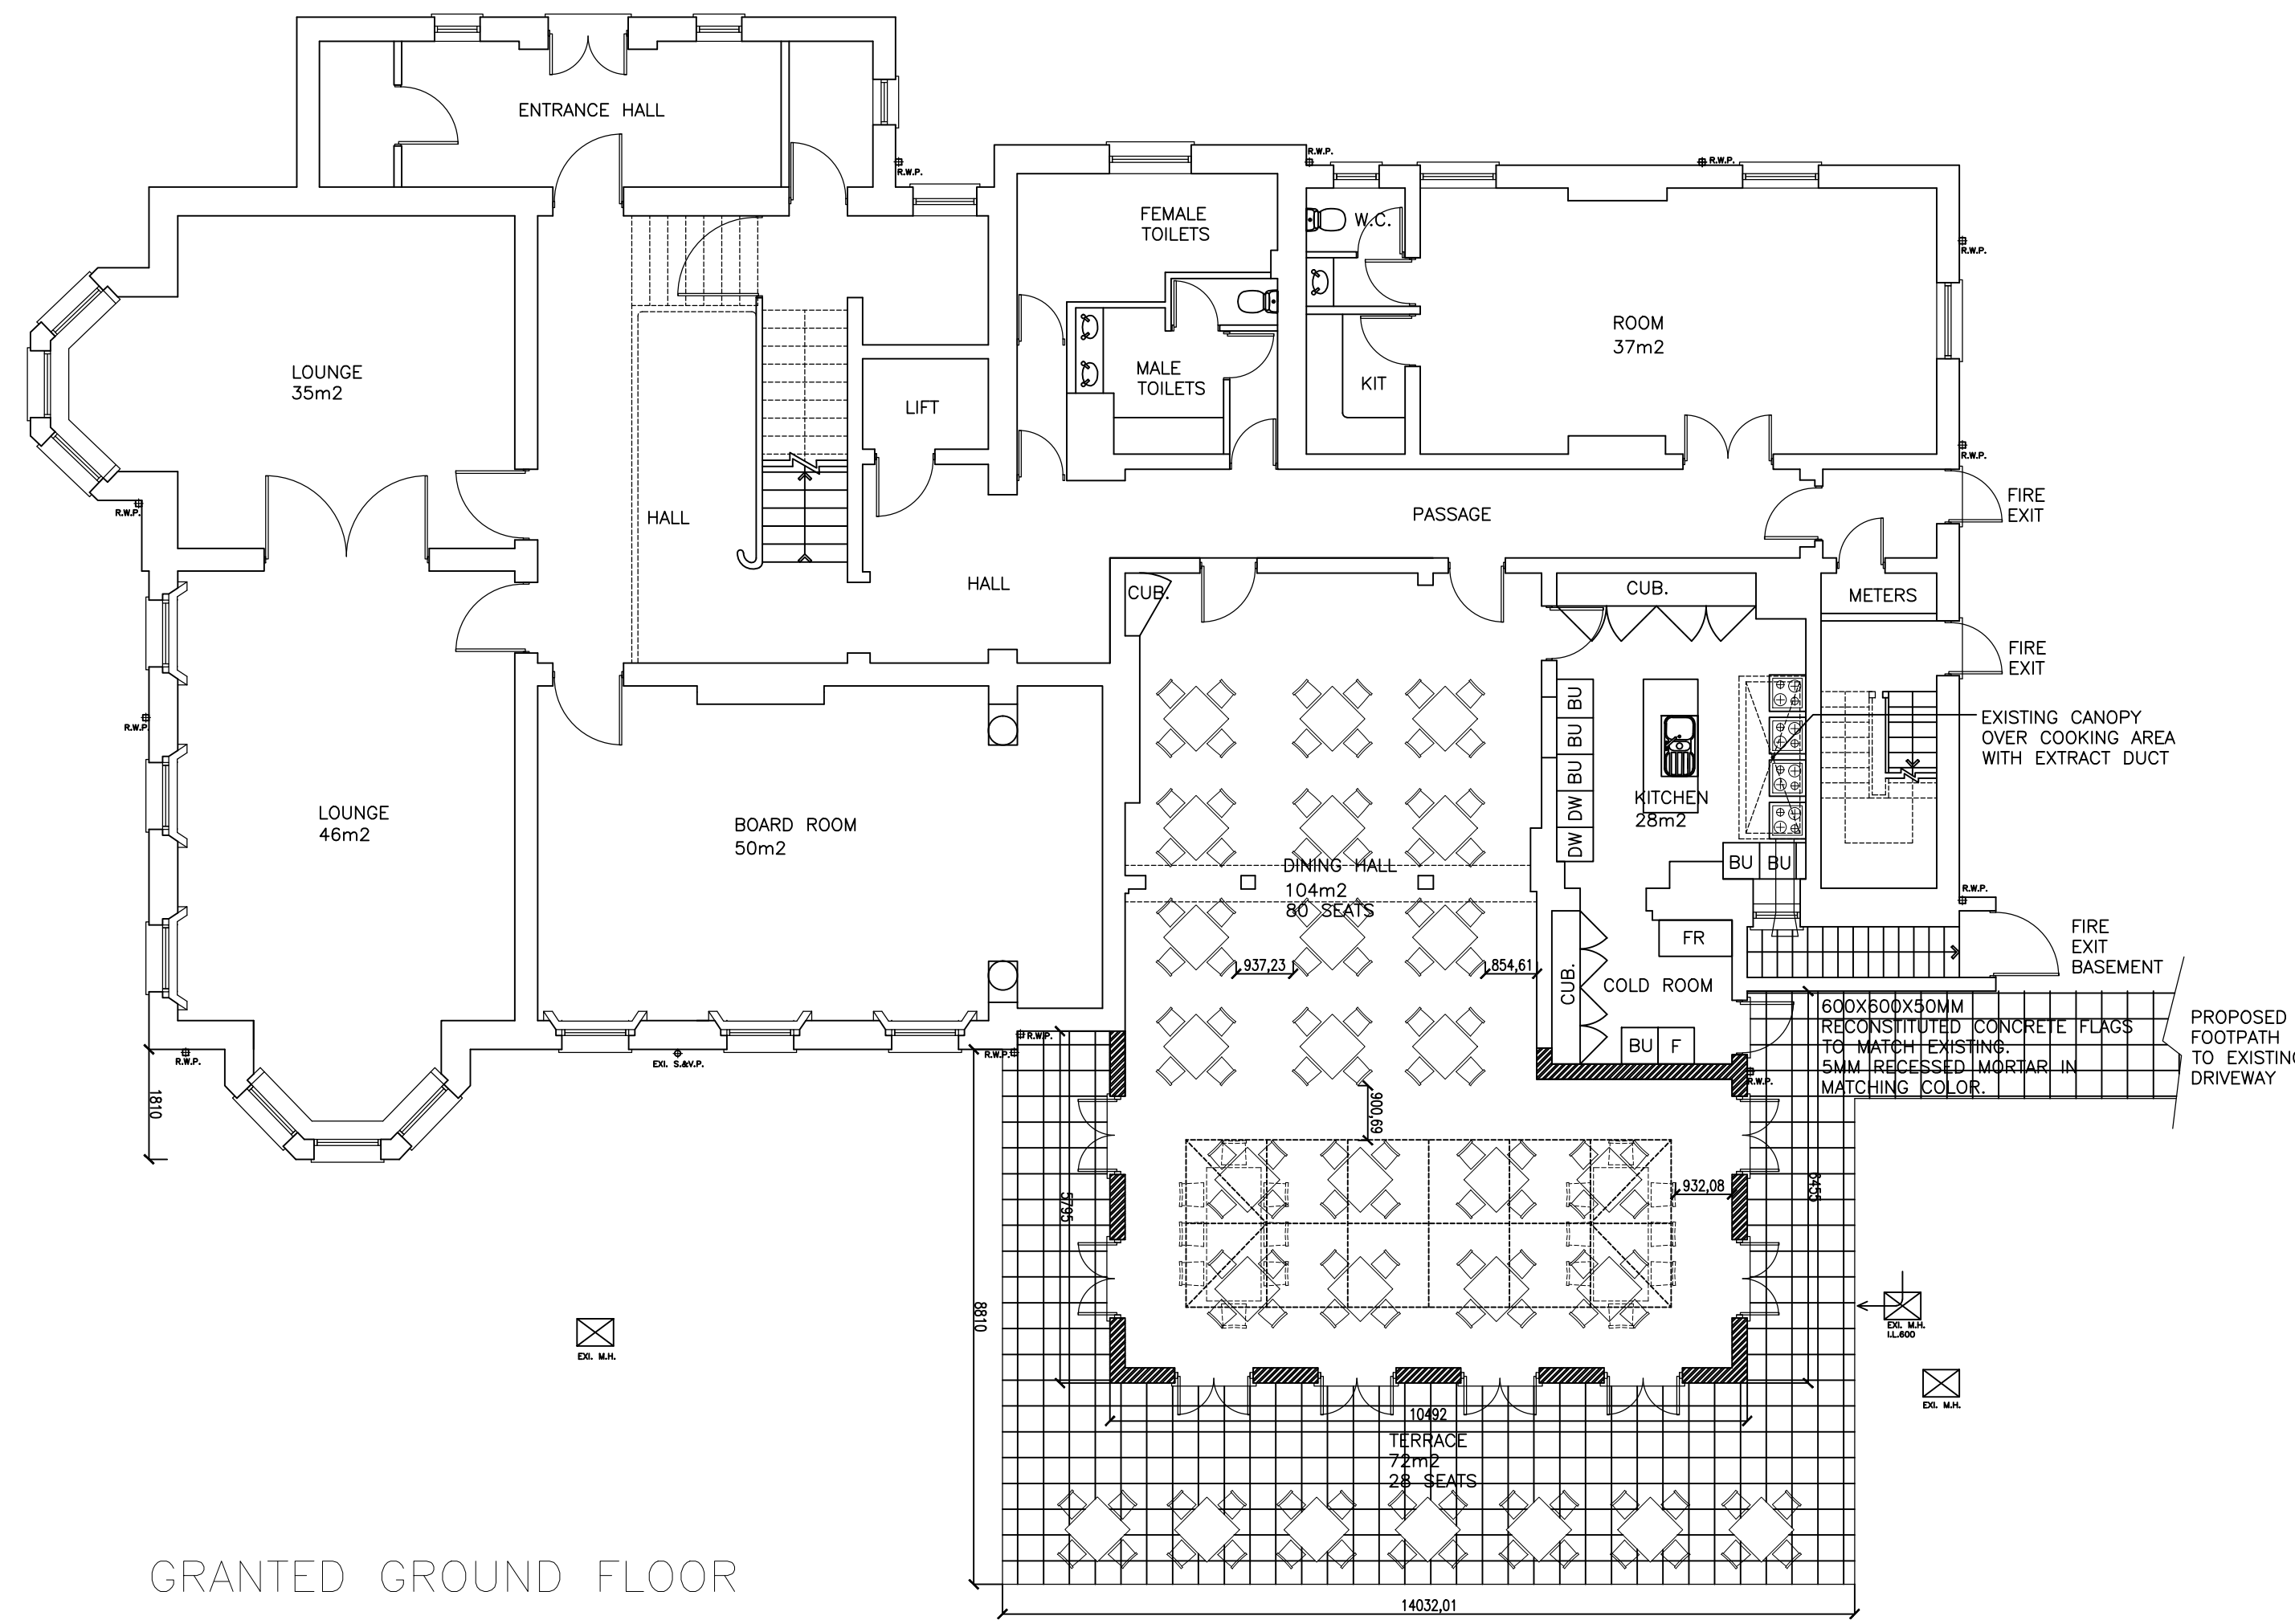 ENTRANCE HALL
R.W.P.
R.W.P.
R.W.P.
FEMALE
TOILETS
W.C.
R.W.P.
LOUNGE
35m2
LIFT
MALE
TOILETS
KIT
ROOM
37m2
R.W.P.
R.W.P.
HALL
PASSAGE
FIRE
EXIT
HALL
CUB.
CUB.
METERS
FIRE
EXIT
R.W.P.
BU
BU
BU
DW
DW
EXISTING CANOPY
OVER COOKING AREA
WITH EXTRACT DUCT
LOUNGE
46m2
BOARD ROOM
50m2
KITCHEN
28m2
BU
BU
DINING HALL
104m2
80 SEATS
R.W.P.
FR
FIRE
EXIT
BASEMENT
937,23
854,61
CUB.
COLD ROOM
BU
F
600X600X50MM
RECONSTITUTED CONCRETE FLAGS
TO MATCH EXISTING.
5MM RECESSED MORTAR IN
MATCHING COLOR.
PROPOSED
FOOTPATH
TO EXISTING
DRIVEWAY
R.W.P.
EXI. S.&V.P.
R.W.P.
R.W.P.
R.W.P.
1810
900,69
932,08
5795
6455
8810
EXI. M.H.
EXI. M.H.
I.L.600
EXI. M.H.
10492
TERRACE
72m2
28 SEATS
GRANTED GROUND FLOOR
14032,01